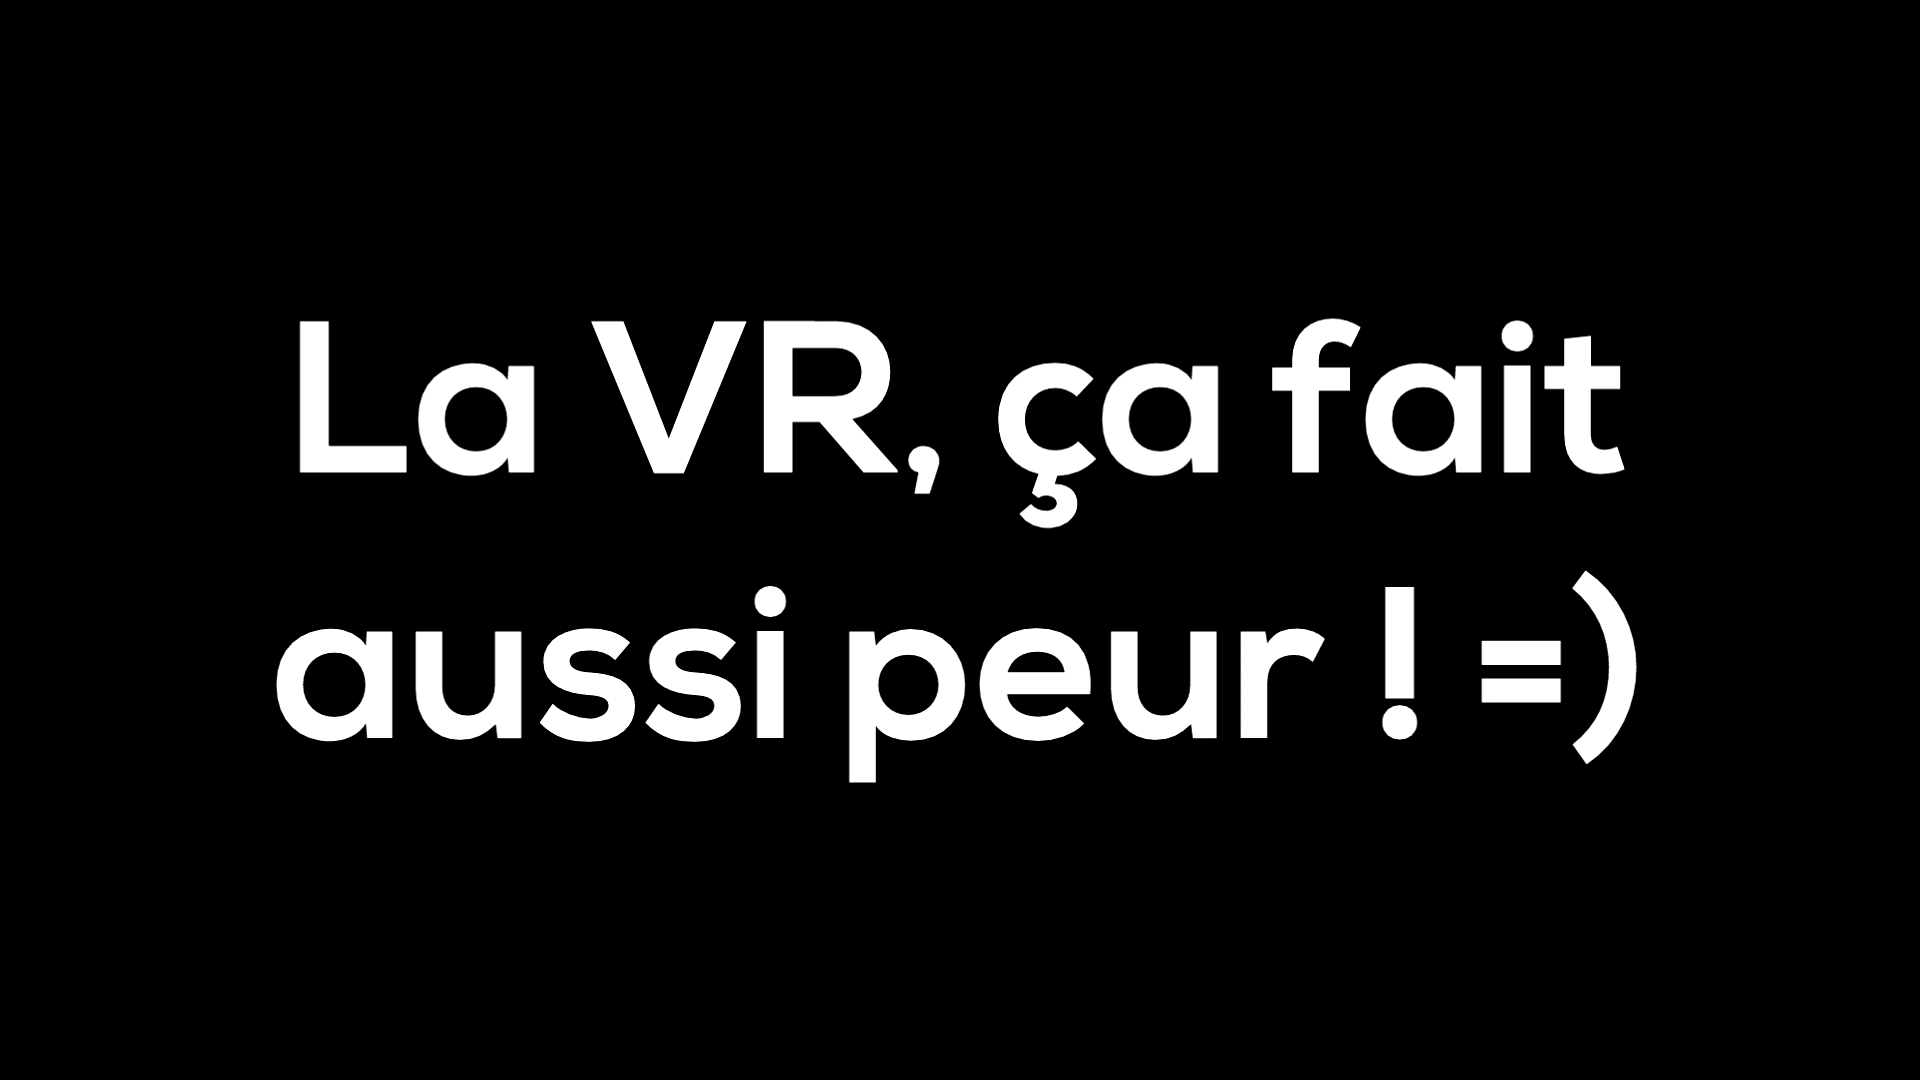 La VR, ça fait
aussi peur ! =)